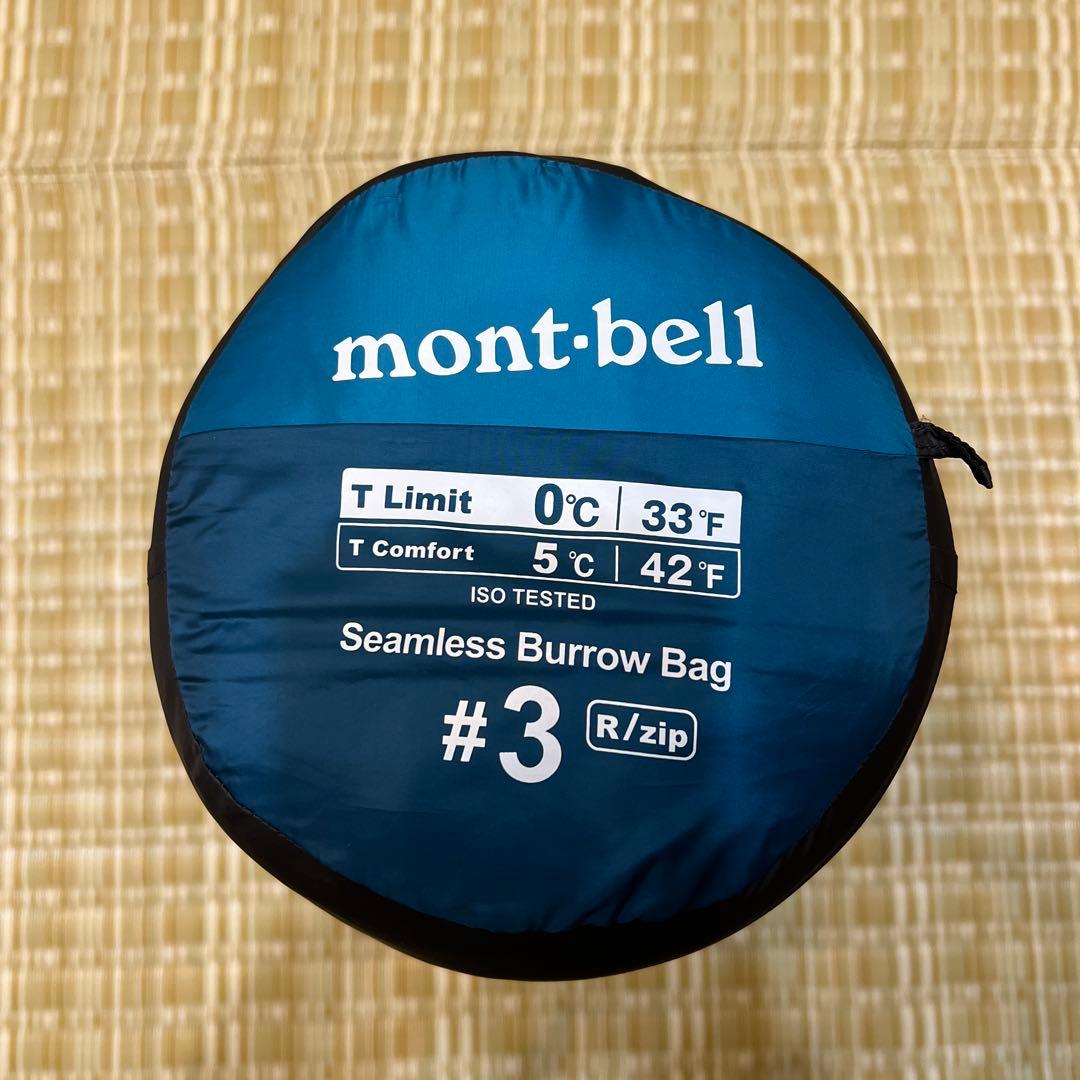 mont·bell
T Limit 0℃ | 33°F
T Comfort 5℃ | 42°F
ISO TESTED
Seamless Burrow Bag
#3 R/zip